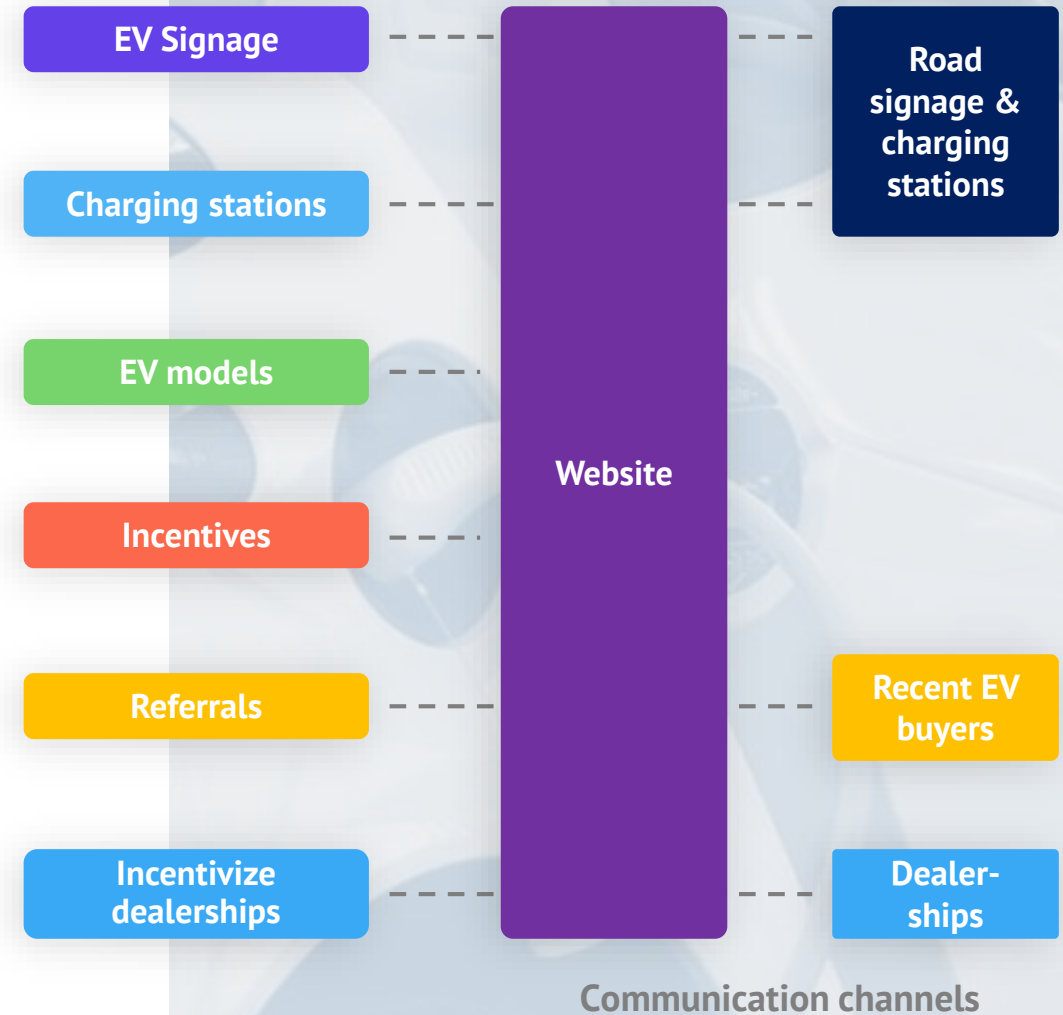 EV Signage
Charging stations
EV models
Incentives
Referrals
Incentivize
dealerships
Website
Road
signage &
charging
stations
Recent EV
buyers
Dealer-
ships
Communication channels